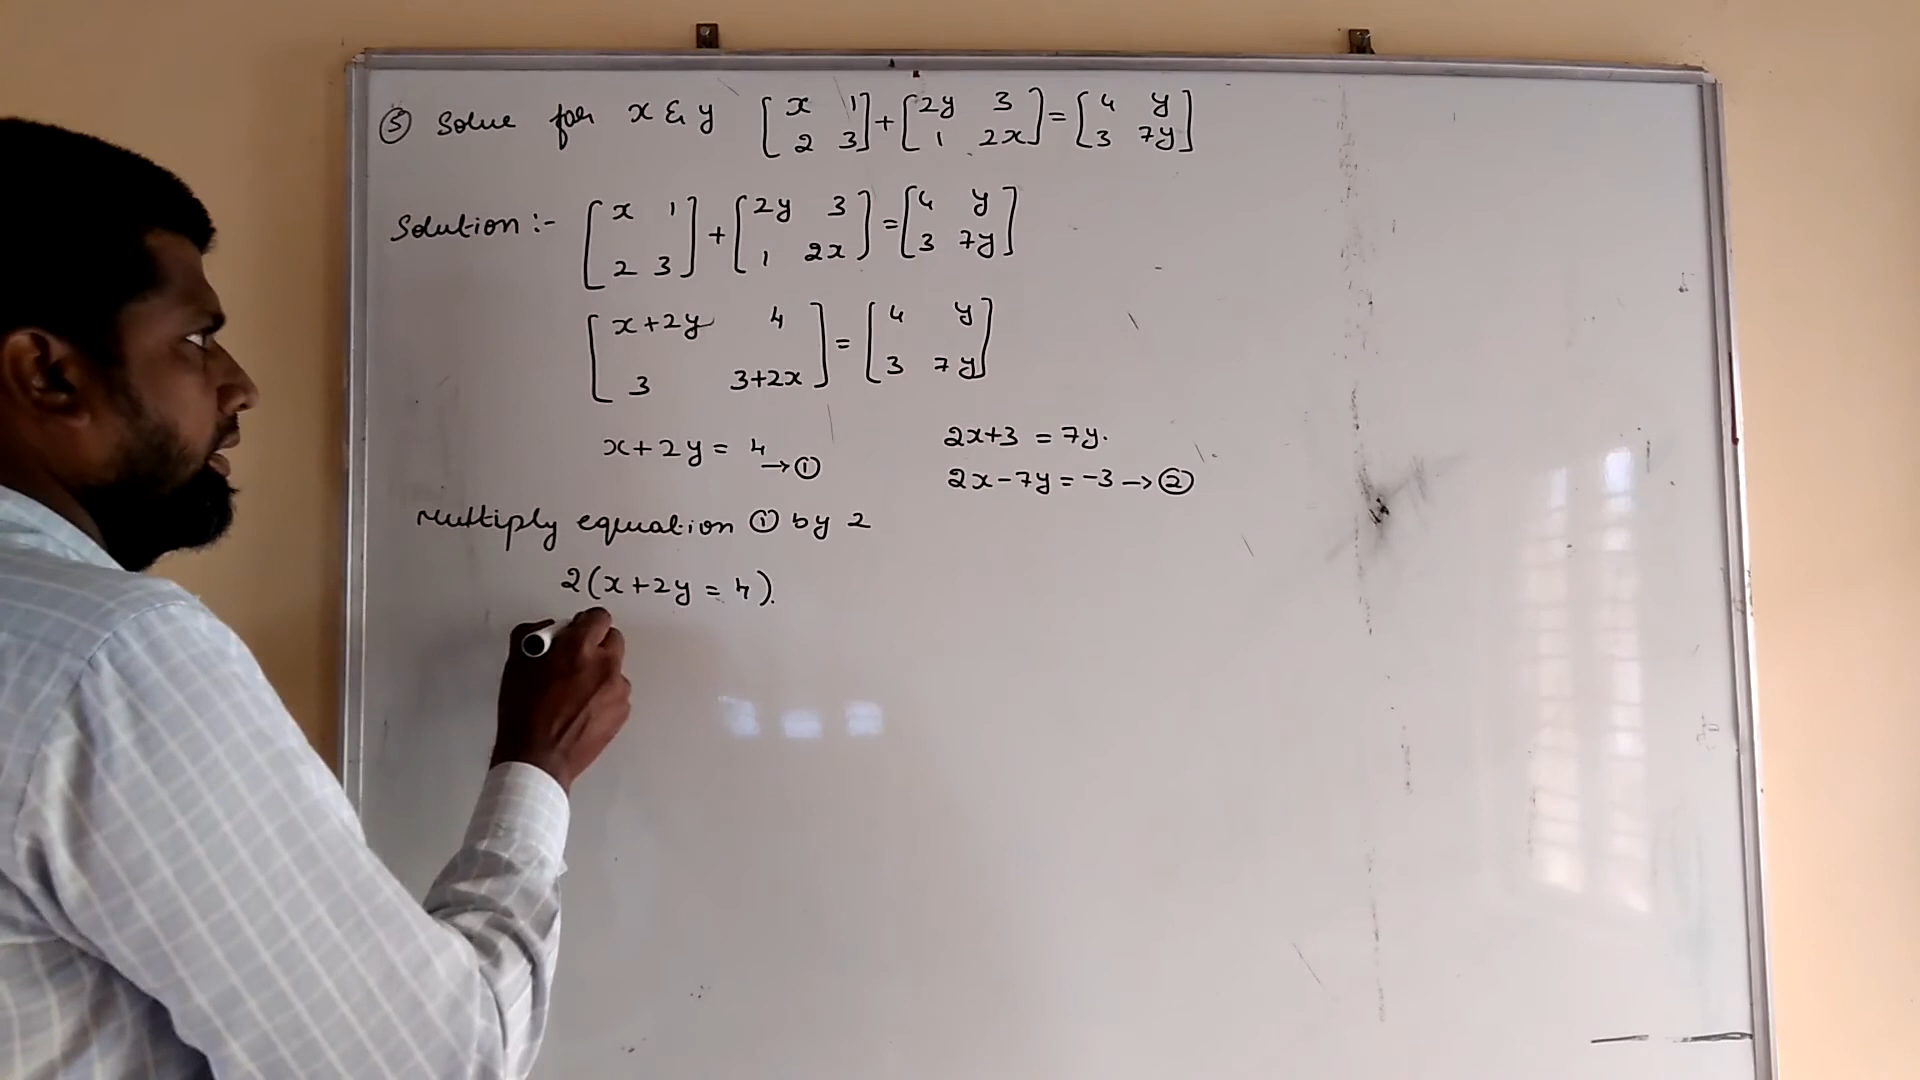 ⑤ Solve for x & y [x 1 2 3] + [2y 3 1 2x] = [4 y 3 7y]
Solution :- [x 1 2 3] + [2y 3 1 2x] = [4 y 3 7y]
[x+2y 4 3 3+2x] = [4 y 3 7y]
x+2y = 4 → ①
2x+3 = 7y.
2x-7y = -3 → ②
Multiply equation ① by 2
2(x+2y = 4).